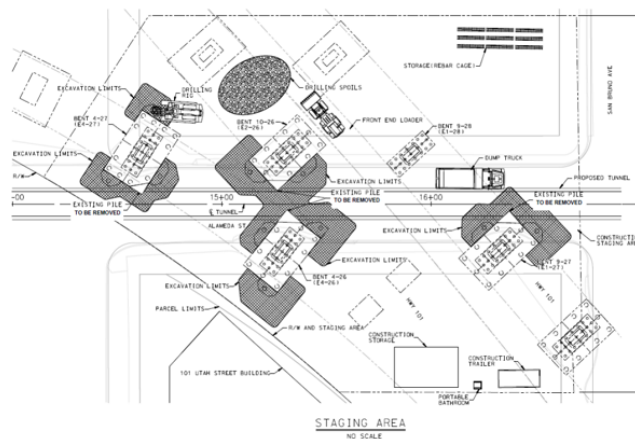 STORAGE(REBAR CAGE)
SAN BRUNO AVE
EXCAVATION LIMITS
DRILLING
RIG
DRILLING SPOILS
BENT 4-27
(E4-27)
BENT 10-26
(E2-26)
FRONT END LOADER
BENT 9-28
(E1-28)
DUMP TRUCK
EXCAVATION LIMITS
R/W
EXCAVATION LIMITS
PROPOSED TUNNEL
EXISTING PILE
TO BE REMOVED
15+00
℄ TUNNEL
EXISTING PILE
TO BE REMOVED
16+00
EXISTING PILE
TO BE REMOVED
ALAMEDA ST
EXCAVATION LIMITS
EXCAVATION LIMITS
CONSTRUCTION
STAGING AREA
BENT 4-26
(E4-26)
BENT 9-27
(E1-27)
EXCAVATION LIMITS
PARCEL LIMITS
HWY 101
HWY 101
R/W AND STAGING AREA
CONSTRUCTION
STORAGE
CONSTRUCTION
TRAILER
101 UTAH STREET BUILDING
PORTABLE
BATHROOM
STAGING AREA
NO SCALE